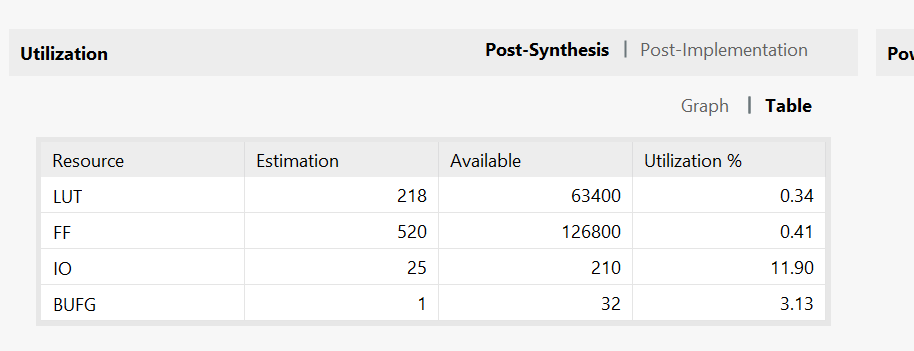 Utilization Post-Synthesis | Post-Implementation
Graph | Table
Resource Estimation Available Utilization %
LUT 218 63400 0.34
FF 520 126800 0.41
IO 25 210 11.90
BUFG 1 32 3.13